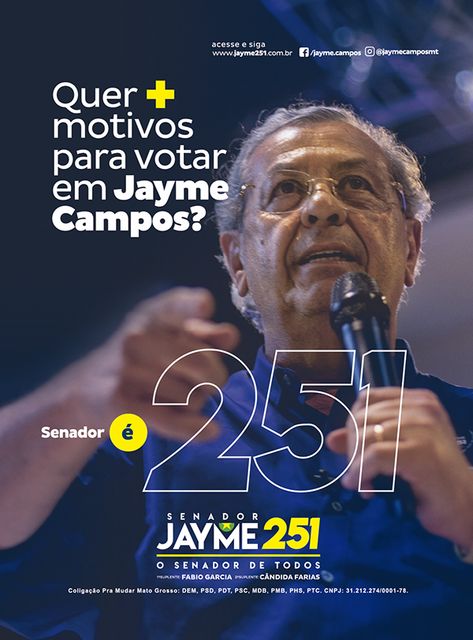 acesse e siga
www.jayme251.com.br /jayme.campos @jaymecamposmt
Quer +
motivos
para votar
em Jayme
Campos?
251
Senador é
SENADOR
JAYME 251
O SENADOR DE TODOS
1ºSUPLENTE: FABIO GARCIA 2ºSUPLENTE: CÂNDIDA FARIAS
Coligação Pra Mudar Mato Grosso: DEM, PSD, PDT, PSC, MDB, PMB, PHS, PTC. CNPJ: 31.212.274/0001-78.